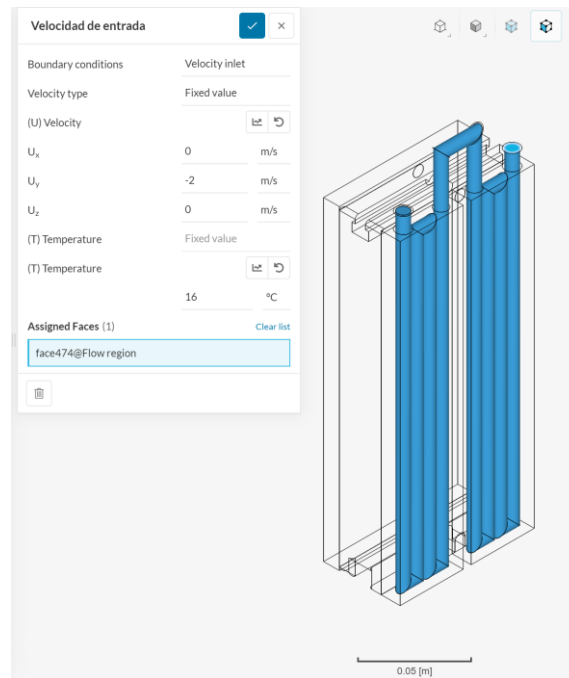 Velocidad de entrada
Boundary conditions Velocity inlet
Velocity type Fixed value
(U) Velocity
Ux 0 m/s
Uy -2 m/s
Uz 0 m/s
(T) Temperature Fixed value
(T) Temperature
16 °C
Assigned Faces (1) Clear list
face474@Flow region
0.05 [m]